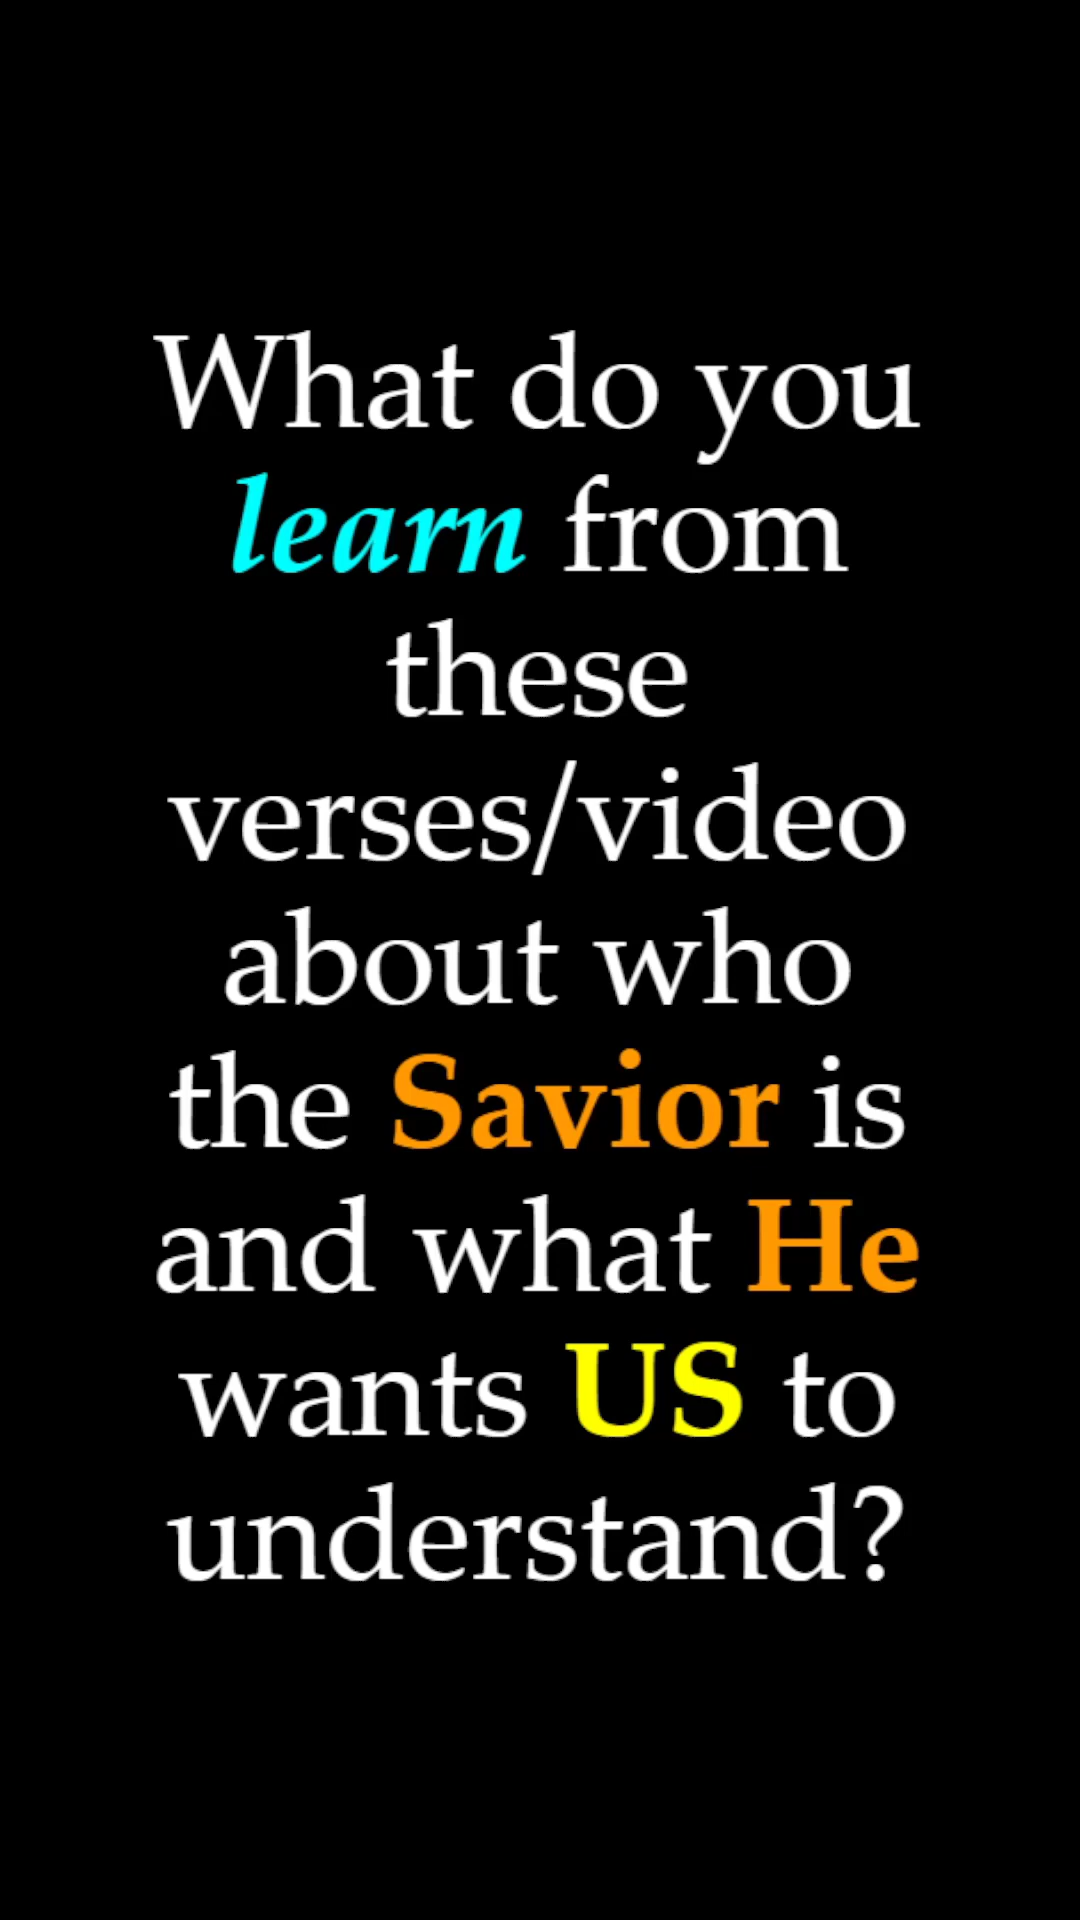 What do you
learn from
these
verses/video
about who
the Savior is
and what He
wants US to
understand?